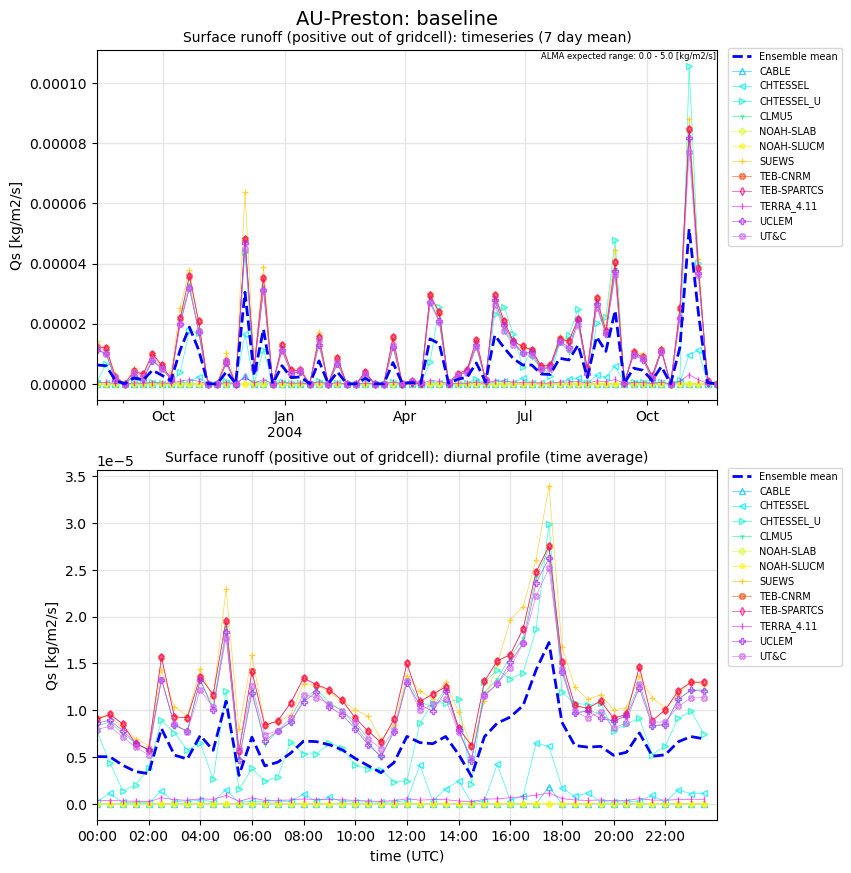 AU-Preston: baseline
Surface runoff (positive out of gridcell): timeseries (7 day mean)
ALMA expected range: 0.0 - 5.0 [kg/m2/s]
Qs [kg/m2/s]
0.00010
0.00008
0.00006
0.00004
0.00002
0.00000
Oct
Jan
2004
Apr
Jul
Oct
Ensemble mean
CABLE
CHTESSEL
CHTESSEL_U
CLMU5
NOAH-SLAB
NOAH-SLUCM
SUEWS
TEB-CNRM
TEB-SPARTCS
TERRA_4.11
UCLEM
UT&C
Surface runoff (positive out of gridcell): diurnal profile (time average)
1e−5
Qs [kg/m2/s]
3.5
3.0
2.5
2.0
1.5
1.0
0.5
0.0
00:00 02:00 04:00 06:00 08:00 10:00 12:00 14:00 16:00 18:00 20:00 22:00
time (UTC)
Ensemble mean
CABLE
CHTESSEL
CHTESSEL_U
CLMU5
NOAH-SLAB
NOAH-SLUCM
SUEWS
TEB-CNRM
TEB-SPARTCS
TERRA_4.11
UCLEM
UT&C